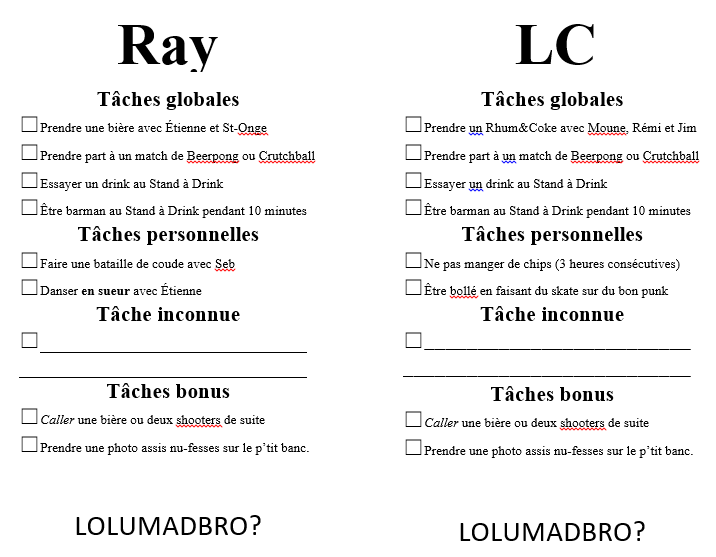 Ray
Tâches globales
Prendre une bière avec Étienne et St-Onge
Prendre part à un match de Beerpong ou Crutchball
Essayer un drink au Stand à Drink
Être barman au Stand à Drink pendant 10 minutes
Tâches personnelles
Faire une bataille de coude avec Seb
Danser en sueur avec Étienne
Tâche inconnue
Tâches bonus
Caller une bière ou deux shooters de suite
Prendre une photo assis nu-fesses sur le p’tit banc.
LOLUMADBRO?
LC
Tâches globales
Prendre un Rhum&Coke avec Moune, Rémi et Jim
Prendre part à un match de Beerpong ou Crutchball
Essayer un drink au Stand à Drink
Être barman au Stand à Drink pendant 10 minutes
Tâches personnelles
Ne pas manger de chips (3 heures consécutives)
Être bollé en faisant du skate sur du bon punk
Tâche inconnue
Tâches bonus
Caller une bière ou deux shooters de suite
Prendre une photo assis nu-fesses sur le p’tit banc.
LOLUMADBRO?